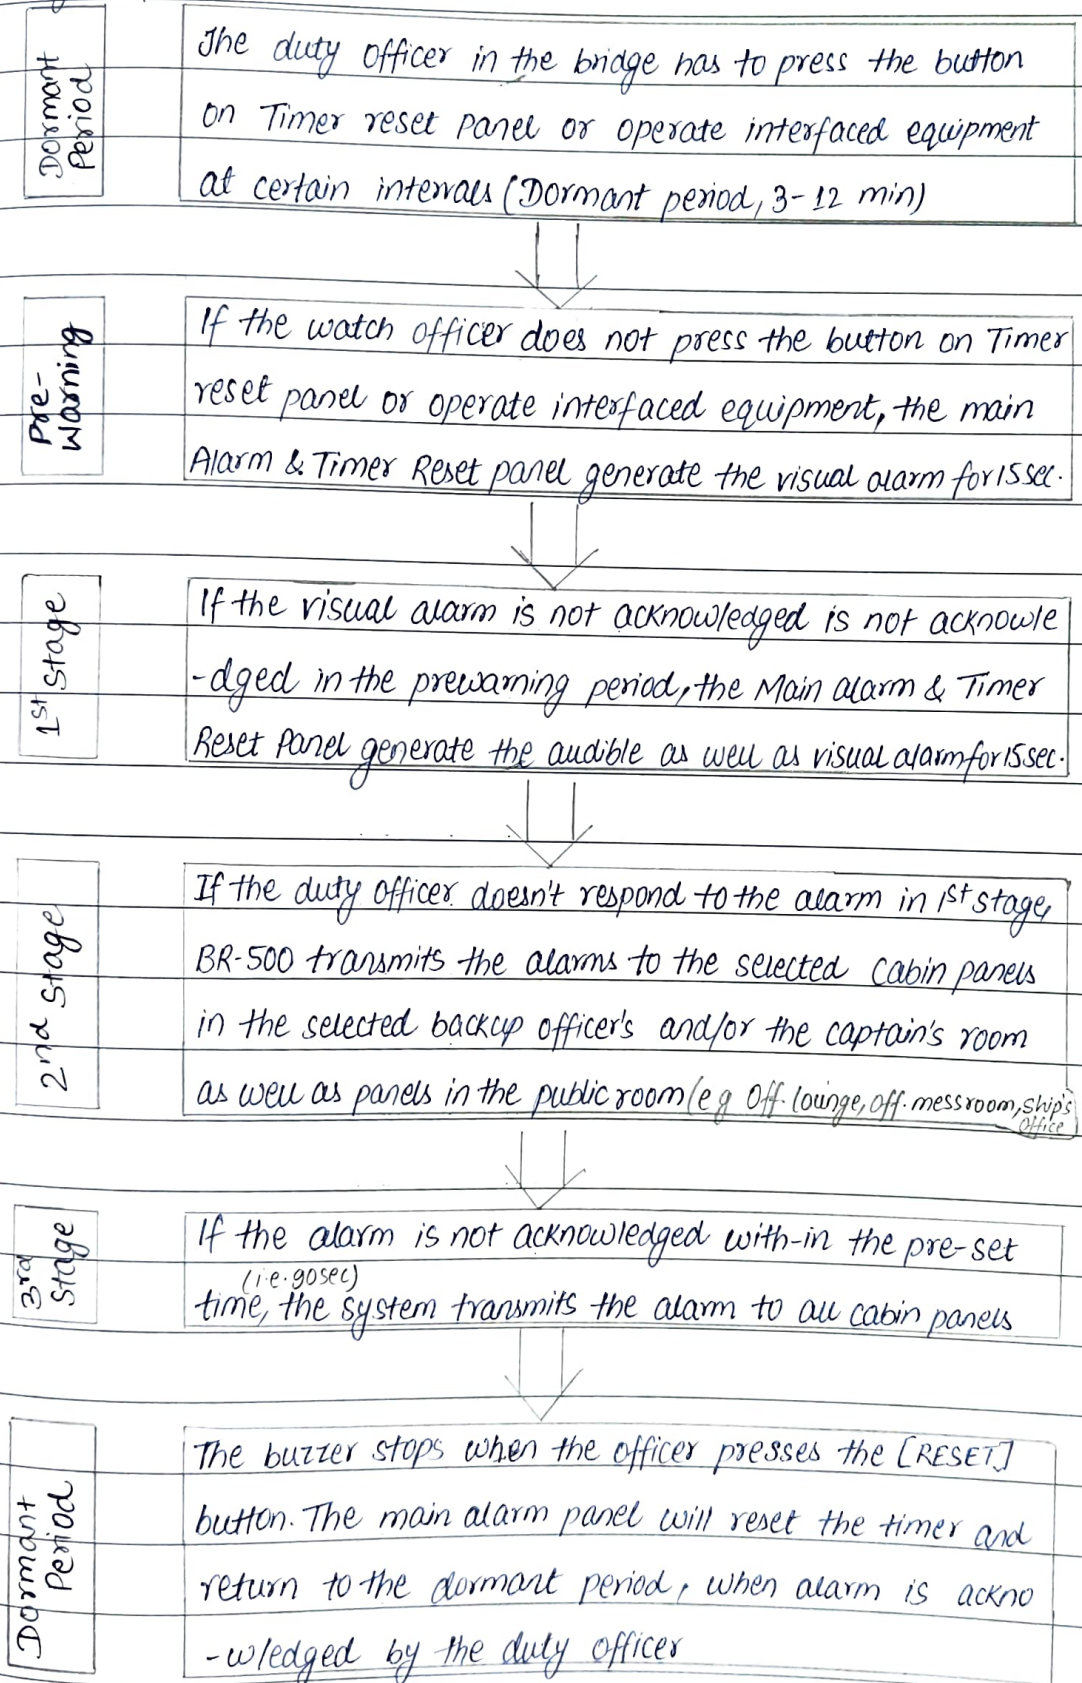 Dormant
Period
The duty officer in the bridge has to press the button
on Timer reset panel or operate interfaced equipment
at certain intervals (Dormant period, 3-12 min)
Pre-
Warning
If the watch officer does not press the button on Timer
reset panel or operate interfaced equipment, the main
Alarm & Timer Reset panel generate the visual alarm for 15 sec.
1st Stage
If the visual alarm is not acknowledged is not acknowle
-dged in the prewarning period, the Main alarm & Timer
Reset Panel generate the audible as well as visual alarm for 15 sec.
2nd Stage
If the duty officer doesn't respond to the alarm in 1st stage,
BR-500 transmits the alarms to the selected cabin panels
in the selected backup officer's and/or the captain's room
as well as panels in the public room (eg Off. lounge, off. messroom, ship's
office)
3rd
Stage
If the alarm is not acknowledged with-in the pre-set
(i.e. 90sec)
time, the system transmits the alarm to all cabin panels
Dormant
Period
The buzzer stops when the officer presses the [RESET]
button. The main alarm panel will reset the timer and
return to the dormant period, when alarm is ackno
-wledged by the duty officer